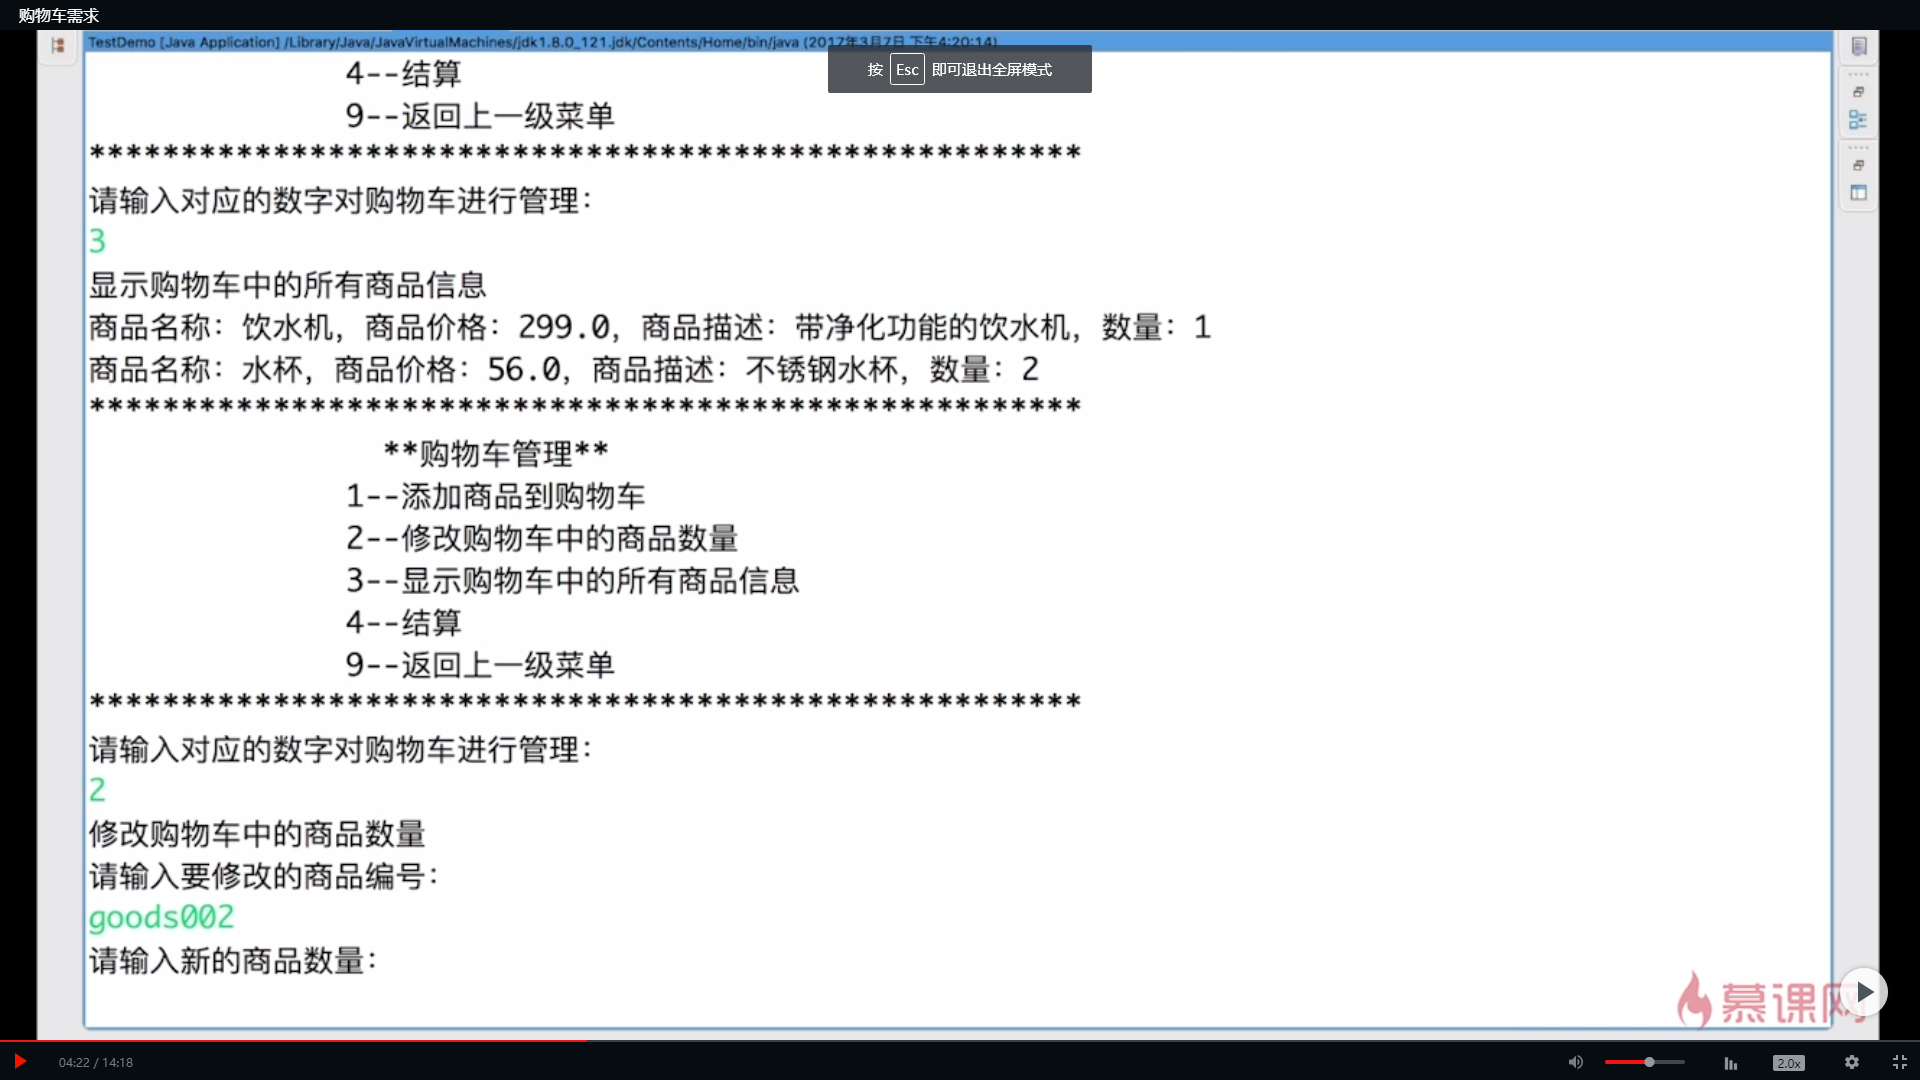 购物车需求
TestDemo [Java Application] /Library/Java/JavaVirtualMachines/jdk1.8.0_121.jdk/Contents/Home/bin/java (2017年3月7日 下午4:20:14)
按 Esc 即可退出全屏模式
4--结算
9--返回上一级菜单
******************************************************
请输入对应的数字对购物车进行管理：
3
显示购物车中的所有商品信息
商品名称：饮水机，商品价格：299.0，商品描述：带净化功能的饮水机，数量：1
商品名称：水杯，商品价格：56.0，商品描述：不锈钢水杯，数量：2
******************************************************
**购物车管理**
1--添加商品到购物车
2--修改购物车中的商品数量
3--显示购物车中的所有商品信息
4--结算
9--返回上一级菜单
******************************************************
请输入对应的数字对购物车进行管理：
2
修改购物车中的商品数量
请输入要修改的商品编号：
goods002
请输入新的商品数量：
慕课网
04:22 / 14:18
2.0x